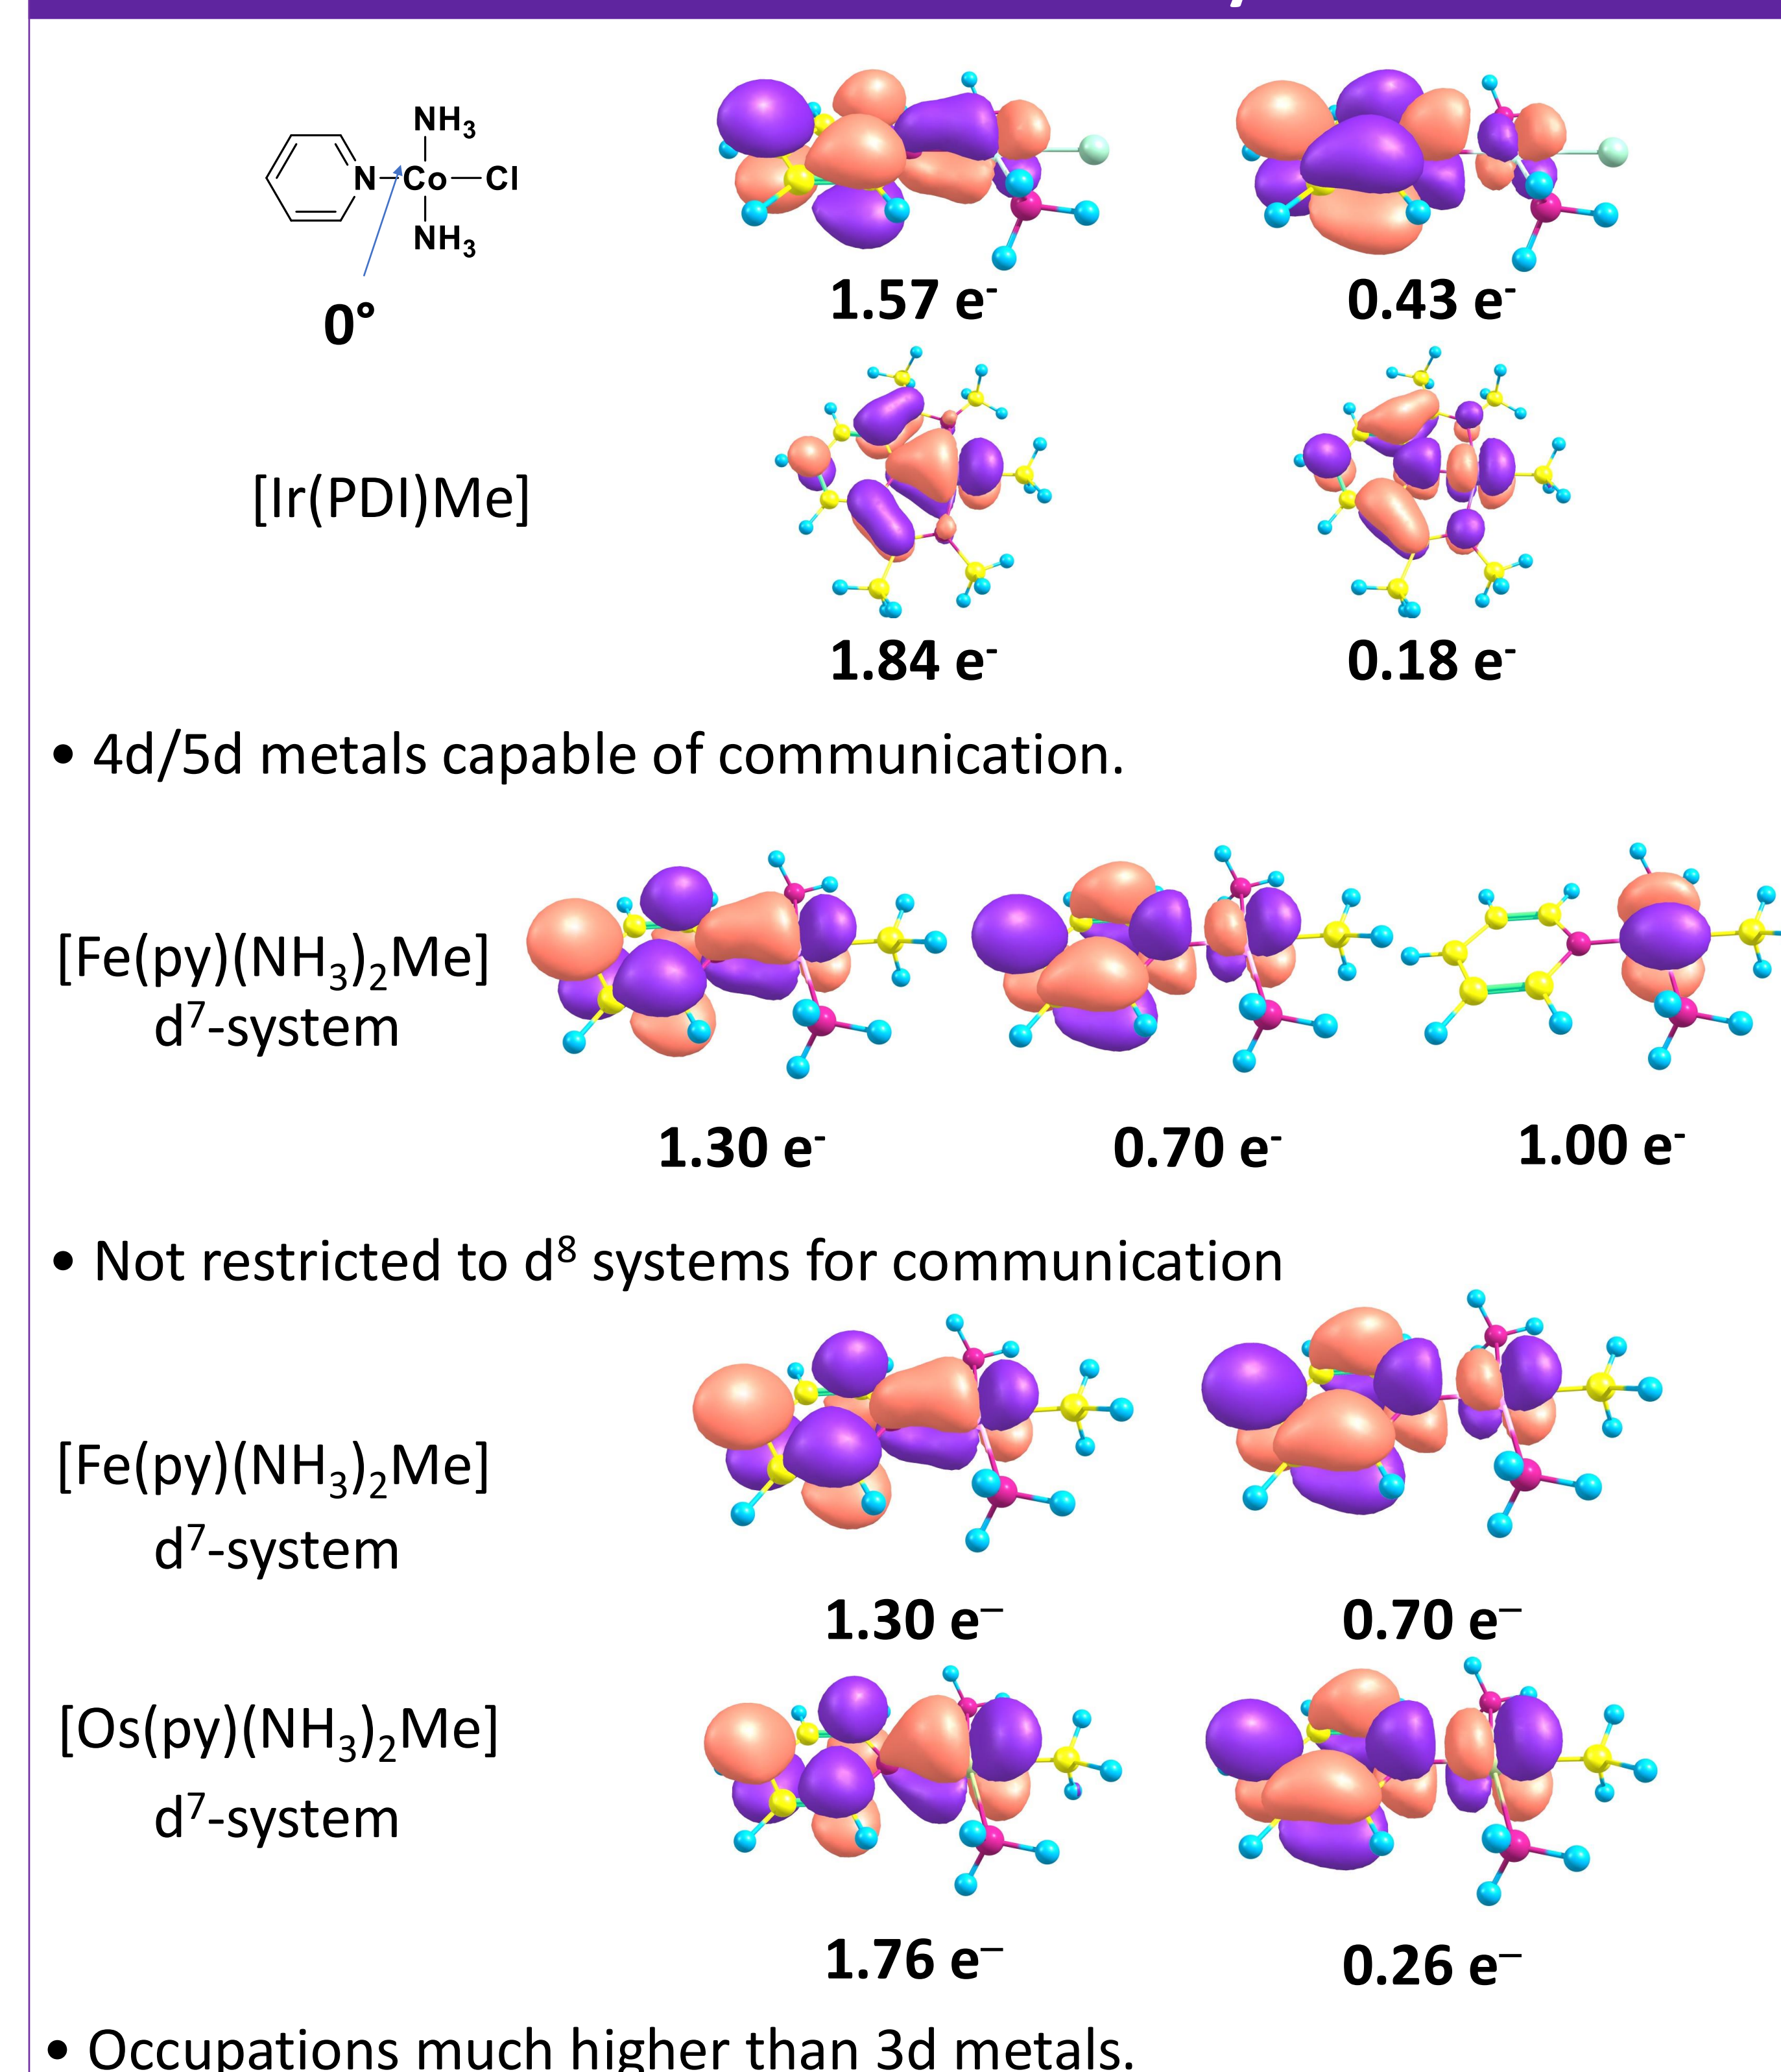 NH₃
N Co Cl
NH₃
0°
1.57 e⁻ 0.43 e⁻
[Ir(PDI)Me]
1.84 e⁻ 0.18 e⁻
• 4d/5d metals capable of communication.
[Fe(py)(NH₃)₂Me]
d⁷-system
1.30 e⁻ 0.70 e⁻ 1.00 e⁻
• Not restricted to d⁸ systems for communication
[Fe(py)(NH₃)₂Me]
d⁷-system
1.30 e⁻ 0.70 e⁻
[Os(py)(NH₃)₂Me]
d⁷-system
1.76 e⁻ 0.26 e⁻
• Occupations much higher than 3d metals.